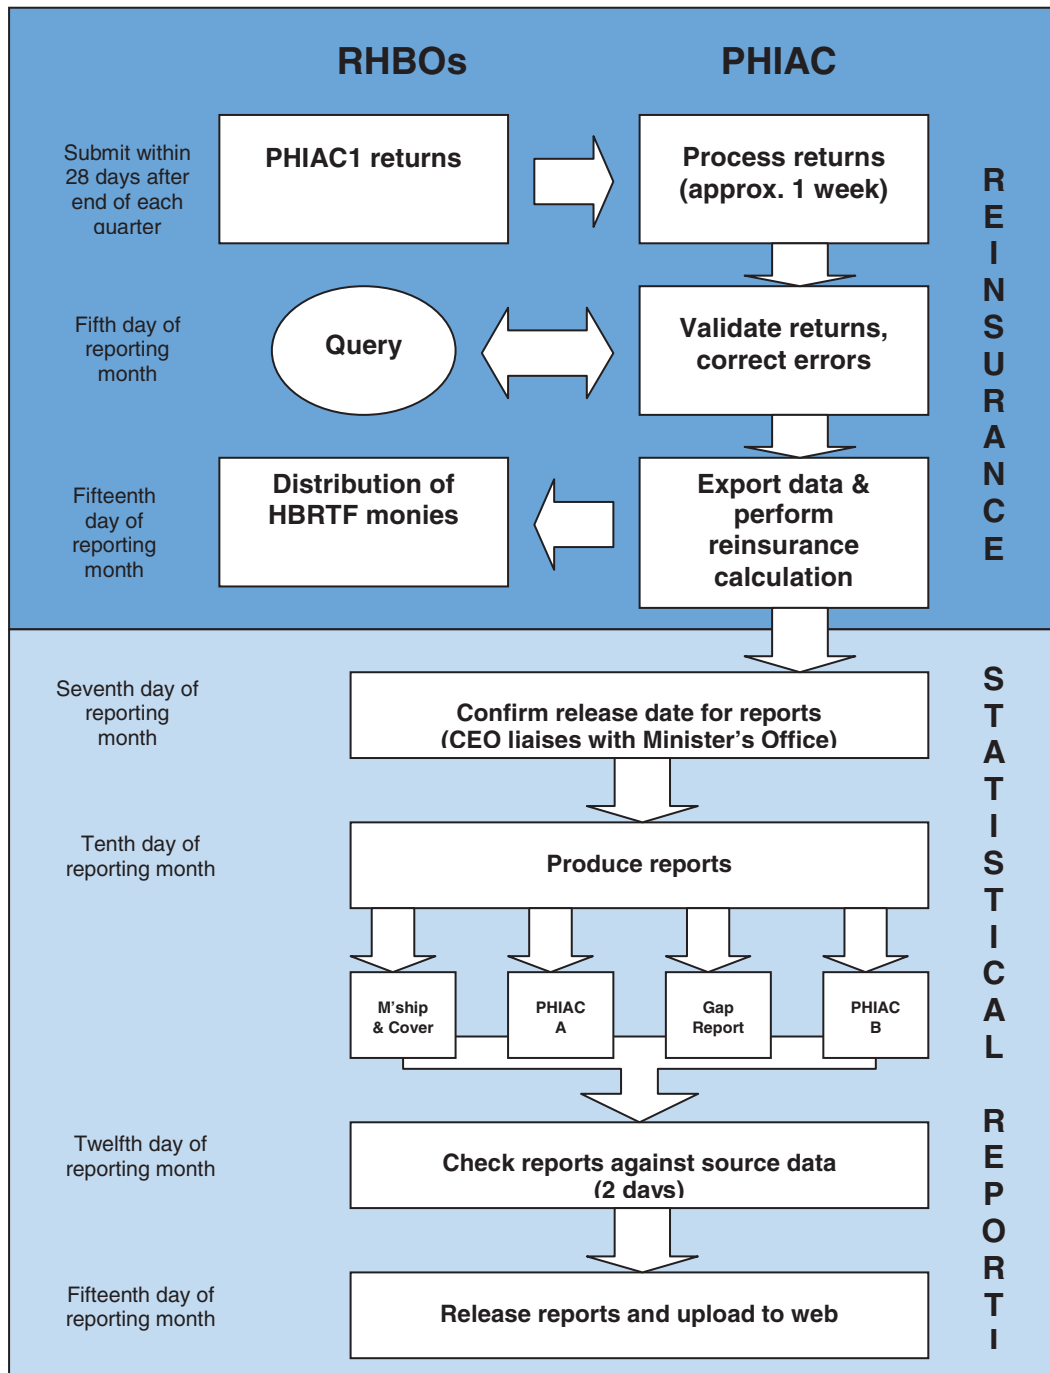 RHBOs
PHIAC
Submit within
28 days after
end of each
quarter
PHIAC1 returns
Process returns
(approx. 1 week)
Fifth day of
reporting
month
Query
Validate returns,
correct errors
Fifteenth
day of
reporting
month
Distribution of
HBRTF monies
Export data &
perform
reinsurance
calculation
REINSURANCE
Seventh day of
reporting
month
Confirm release date for reports
(CEO liaises with Minister's Office)
Tenth day of
reporting month
Produce reports
M'ship
& Cover
PHIAC
A
Gap
Report
PHIAC
B
Twelfth day of
reporting month
Check reports against source data
(2 days)
Fifteenth day of
reporting month
Release reports and upload to web
STATISTICAL REPORTI